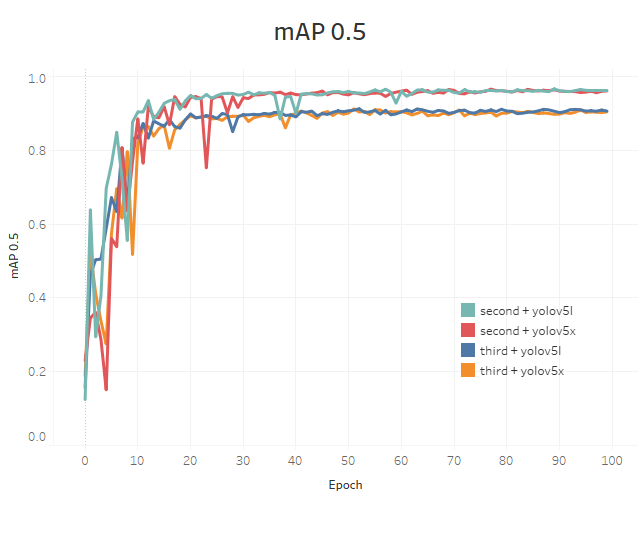 mAP 0.5
1.0
0.8
0.6
0.4
0.2
0.0
mAP 0.5
second + yolov5l
second + yolov5x
third + yolov5l
third + yolov5x
0 10 20 30 40 50 60 70 80 90 100
Epoch